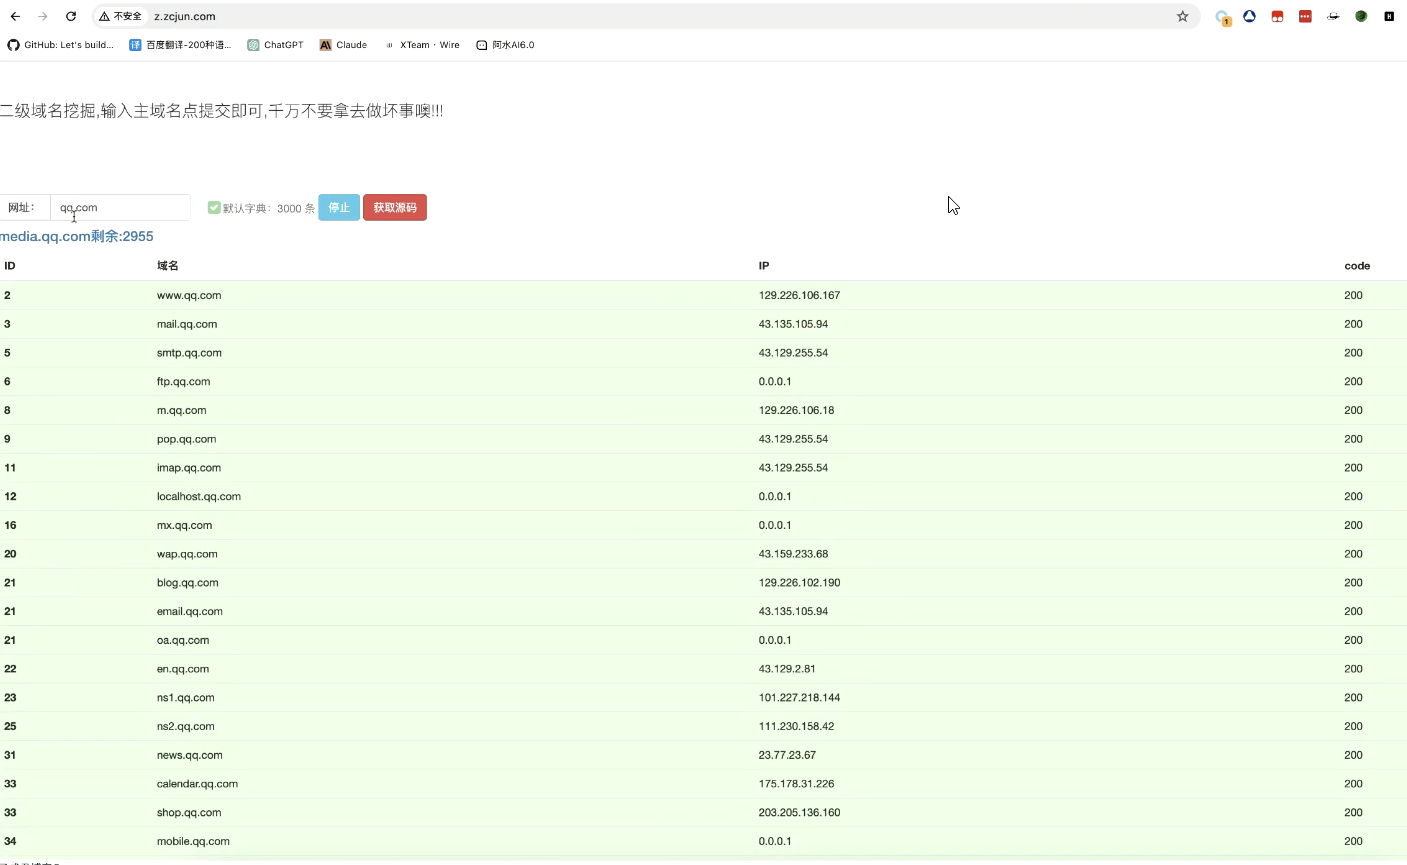 不安全 z.zcjun.com
GitHub: Let's build... 百度翻译-200种语... ChatGPT Claude XTeam · Wire 阿水AI6.0
二级域名挖掘,输入主域名点提交即可,千万不要拿去做坏事噢!!!
网址: qq.com 默认字典: 3000 条 停止 获取源码
media.qq.com剩余:2955
ID 域名 IP code
2 www.qq.com 129.226.106.167 200
3 mail.qq.com 43.135.105.94 200
5 smtp.qq.com 43.129.255.54 200
6 ftp.qq.com 0.0.0.1 200
8 m.qq.com 129.226.106.18 200
9 pop.qq.com 43.129.255.54 200
11 imap.qq.com 43.129.255.54 200
12 localhost.qq.com 0.0.0.1 200
16 mx.qq.com 0.0.0.1 200
20 wap.qq.com 43.159.233.68 200
21 blog.qq.com 129.226.102.190 200
21 email.qq.com 43.135.105.94 200
21 oa.qq.com 0.0.0.1 200
22 en.qq.com 43.129.2.81 200
23 ns1.qq.com 101.227.218.144 200
25 ns2.qq.com 111.230.158.42 200
31 news.qq.com 23.77.23.67 200
33 calendar.qq.com 175.178.31.226 200
33 shop.qq.com 203.205.136.160 200
34 mobile.qq.com 0.0.0.1 200